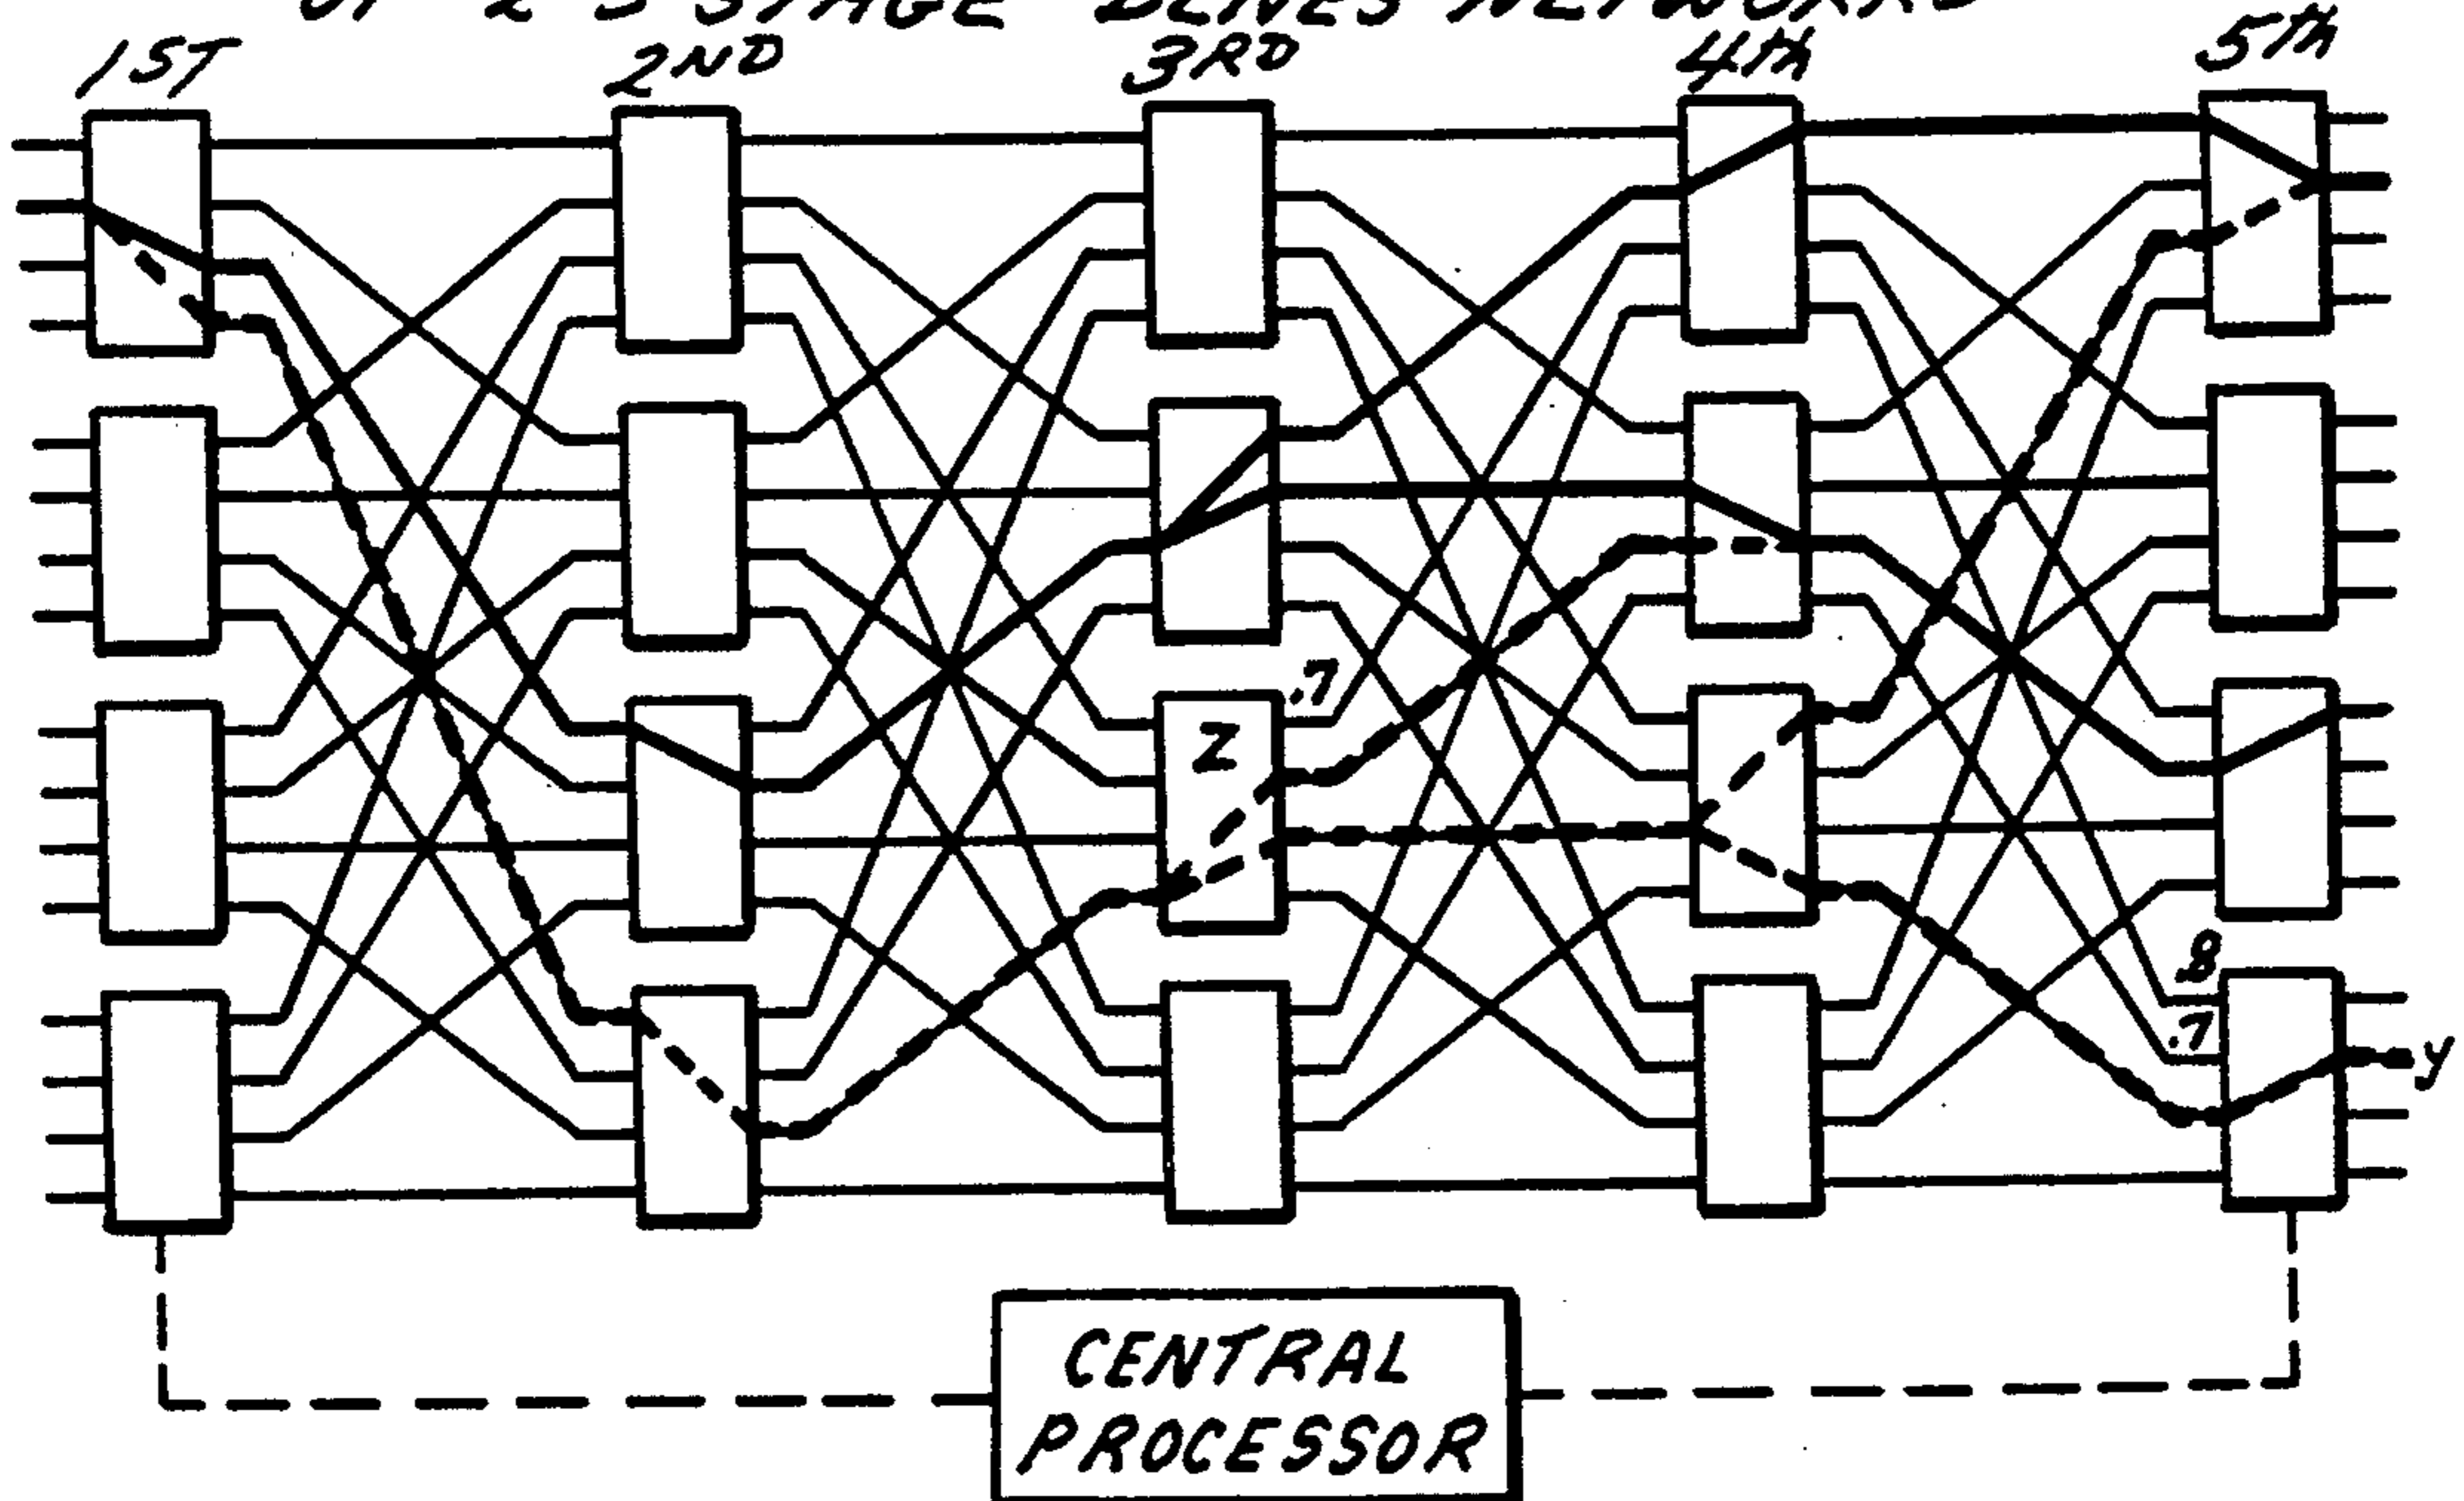 1ST 2ND 3RD 4TH 5TH
.7
Z
8
.7
y
CENTRAL
PROCESSOR